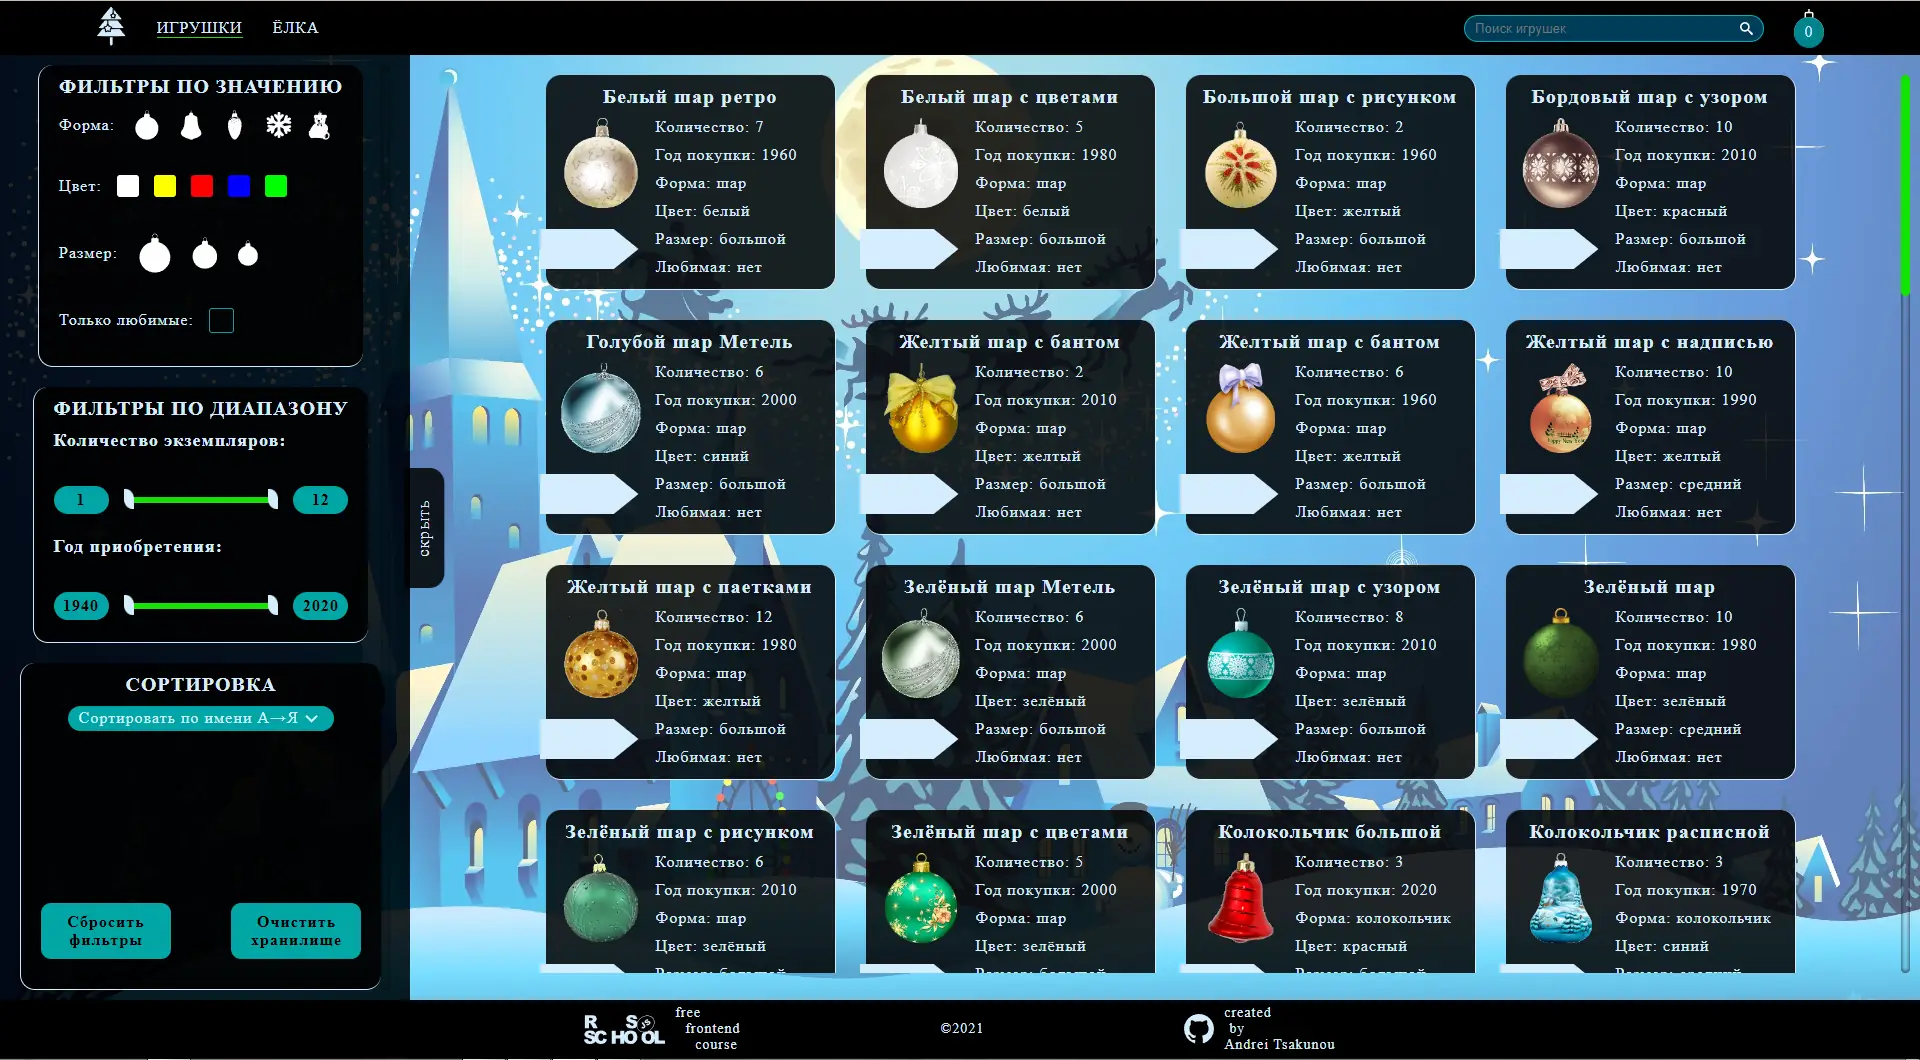 ИГРУШКИ
ЁЛКА
Поиск игрушек
0
ФИЛЬТРЫ ПО ЗНАЧЕНИЮ
Форма:
Цвет:
Размер:
Только любимые:
ФИЛЬТРЫ ПО ДИАПАЗОНУ
Количество экземпляров:
1
12
Год приобретения:
1940
2020
СОРТИРОВКА
Сортировать по имени А→Я
Сбросить
фильтры
Очистить
хранилище
скрыть
Белый шар ретро
Количество: 7
Год покупки: 1960
Форма: шар
Цвет: белый
Размер: большой
Любимая: нет
Белый шар с цветами
Количество: 5
Год покупки: 1980
Форма: шар
Цвет: белый
Размер: большой
Любимая: нет
Большой шар с рисунком
Количество: 2
Год покупки: 1960
Форма: шар
Цвет: желтый
Размер: большой
Любимая: нет
Бордовый шар с узором
Количество: 10
Год покупки: 2010
Форма: шар
Цвет: красный
Размер: большой
Любимая: нет
Голубой шар Метель
Количество: 6
Год покупки: 2000
Форма: шар
Цвет: синий
Размер: большой
Любимая: нет
Желтый шар с бантом
Количество: 2
Год покупки: 2010
Форма: шар
Цвет: желтый
Размер: большой
Любимая: нет
Желтый шар с бантом
Количество: 6
Год покупки: 1960
Форма: шар
Цвет: желтый
Размер: большой
Любимая: нет
Желтый шар с надписью
Количество: 10
Год покупки: 1990
Форма: шар
Цвет: желтый
Размер: средний
Любимая: нет
Happy New Year
Желтый шар с паетками
Количество: 12
Год покупки: 1980
Форма: шар
Цвет: желтый
Размер: большой
Любимая: нет
Зелёный шар Метель
Количество: 6
Год покупки: 2000
Форма: шар
Цвет: зелёный
Размер: большой
Любимая: нет
Зелёный шар с узором
Количество: 8
Год покупки: 2010
Форма: шар
Цвет: зелёный
Размер: большой
Любимая: нет
Зелёный шар
Количество: 10
Год покупки: 1980
Форма: шар
Цвет: зелёный
Размер: средний
Любимая: нет
Зелёный шар с рисунком
Количество: 6
Год покупки: 2010
Форма: шар
Цвет: зелёный
Размер: большой
Зелёный шар с цветами
Количество: 5
Год покупки: 2000
Форма: шар
Цвет: зелёный
Размер: большой
Колокольчик большой
Количество: 3
Год покупки: 2020
Форма: колокольчик
Цвет: красный
Размер: большой
Колокольчик расписной
Количество: 3
Год покупки: 1970
Форма: колокольчик
Цвет: синий
Размер: средний
RS
SCHOOL
JS
free
frontend
course
©2021
created
by
Andrei Tsakunou